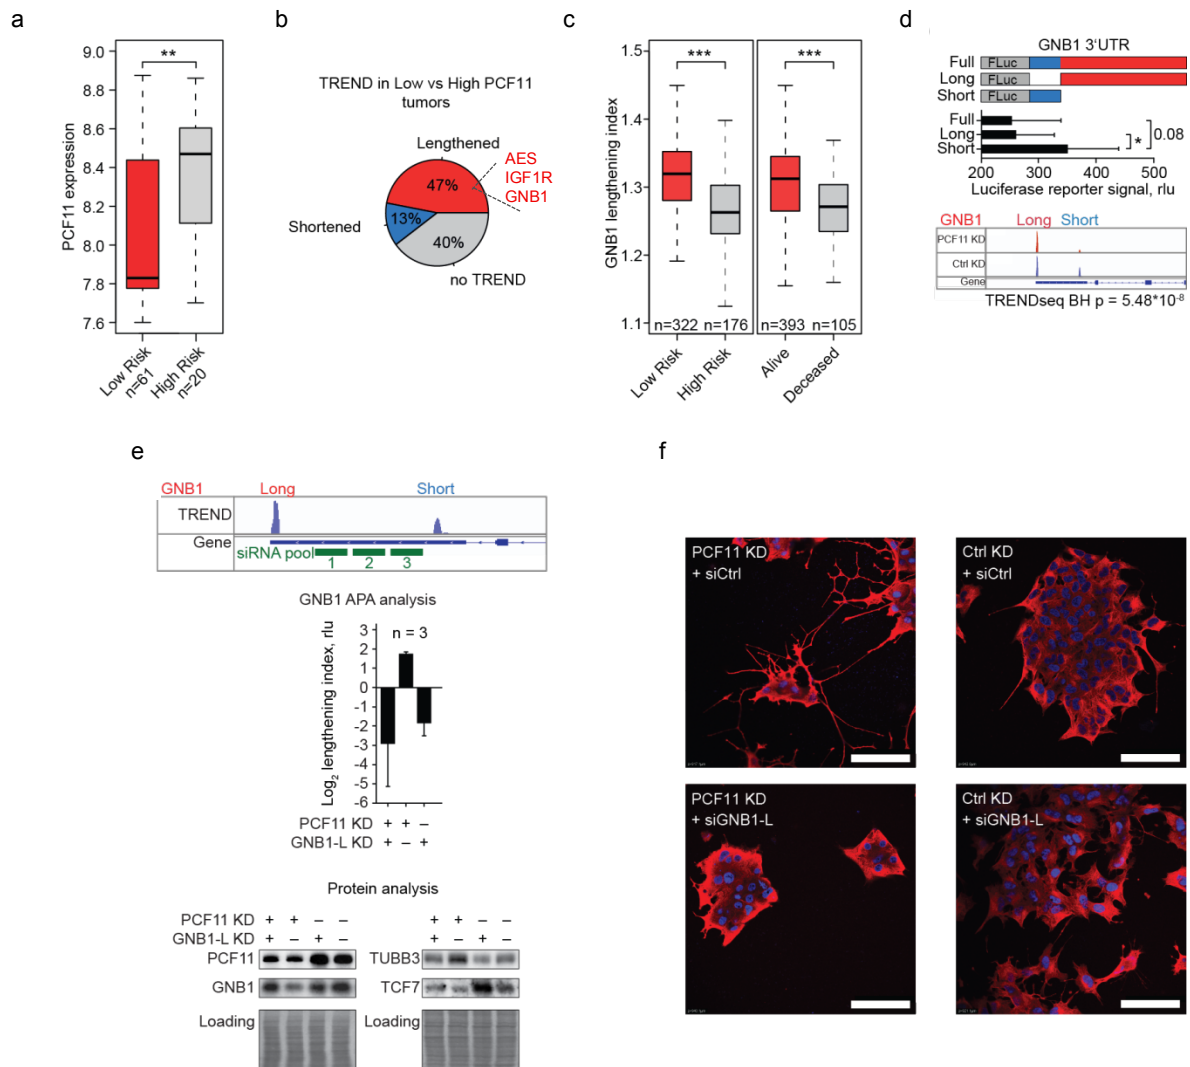 a
9.0
8.8
8.6
8.4
8.2
8.0
7.8
7.6
PCF11 expression
**
Low Risk
n=61
High Risk
n=20
b
TREND in Low vs High PCF11
tumors
Lengthened
AES
IGF1R
GNB1
47%
Shortened
13%
40%
no TREND
c
1.5
1.4
1.3
1.2
1.1
GNB1 lengthening index
***
***
n=322 n=176
n=393 n=105
Low Risk
High Risk
Alive
Deceased
d
GNB1 3'UTR
Full FLuc
Long FLuc
Short FLuc
Full
Long
Short
* 0.08
200 300 400 500
Luciferase reporter signal, rlu
GNB1 Long Short
PCF11 KD
Ctrl KD
Gene
TRENDseq BH p = 5.48*10-8
e
GNB1 Long Short
TREND
Gene
siRNA pool
1 2 3
GNB1 APA analysis
n = 3
3
2
1
0
-1
-2
-3
-4
-5
-6
Log2 lengthening index, rlu
PCF11 KD + + –
GNB1-L KD + – +
Protein analysis
PCF11 KD + + – –
GNB1-L KD + – + –
PCF11
GNB1
Loading
+ + – –
+ – + –
TUBB3
TCF7
Loading
f
PCF11 KD
+ siCtrl
Ctrl KD
+ siCtrl
PCF11 KD
+ siGNB1-L
Ctrl KD
+ siGNB1-L